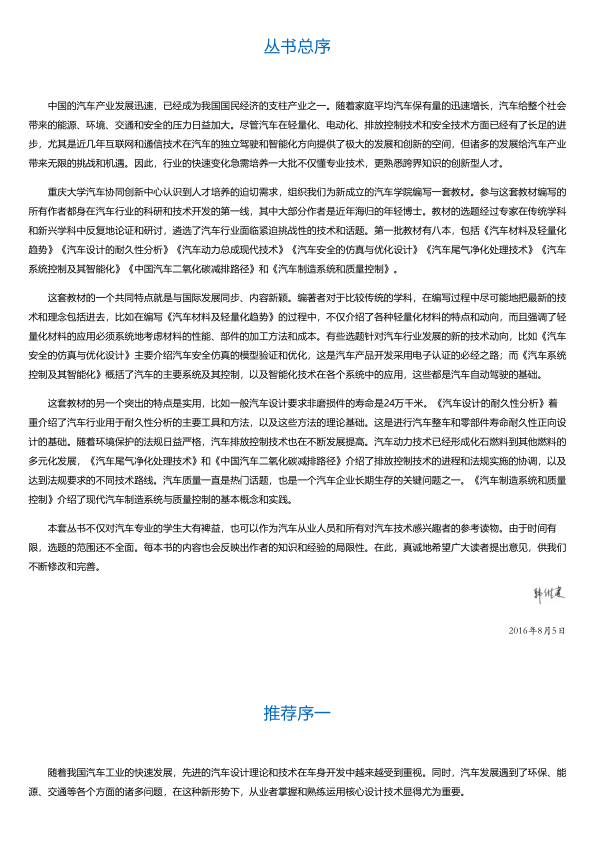 丛书总序
中国的汽车产业发展迅速，已经成为我国国民经济的支柱产业之一。随着家庭平均汽车保有量的迅速增长，汽车给整个社会
带来的能源、环境、交通和安全的压力日益加大。尽管汽车在轻量化、电动化、排放控制技术和安全技术方面已经有了长足的进
步，尤其是近几年互联网和通信技术在汽车的独立驾驶和智能化方向提供了极大的发展和创新的空间，但诸多的发展给汽车产业
带来无限的挑战和机遇。因此，行业的快速变化急需培养一大批不仅懂专业技术，更熟悉跨界知识的创新型人才。
重庆大学汽车协同创新中心认识到人才培养的迫切需求，组织我们为新成立的汽车学院编写一套教材。参与这套教材编写的
所有作者都身在汽车行业的科研和技术开发的第一线，其中大部分作者是近年海归的年轻博士。教材的选题经过专家在传统学科
和新兴学科中反复地论证和研讨，遴选了汽车行业面临紧迫挑战性的技术和话题。第一批教材有八本，包括《汽车材料及轻量化
趋势》《汽车设计的耐久性分析》《汽车动力总成现代技术》《汽车安全的仿真与优化设计》《汽车尾气净化处理技术》《汽车
系统控制及其智能化》《中国汽车二氧化碳减排路径》和《汽车制造系统和质量控制》。
这套教材的一个共同特点就是与国际发展同步、内容新颖。编著者对于比较传统的学科，在编写过程中尽可能地把最新的技
术和理念包括进去，比如在编写《汽车材料及轻量化趋势》的过程中，不仅介绍了各种轻量化材料的特点和动向，而且强调了轻
量化材料的应用必须系统地考虑材料的性能、部件的加工方法和成本。有些选题针对汽车行业发展的新的技术动向，比如《汽车
安全的仿真与优化设计》主要介绍汽车安全仿真的模型验证和优化，这是汽车产品开发采用电子认证的必经之路；而《汽车系统
控制及其智能化》概括了汽车的主要系统及其控制，以及智能化技术在各个系统中的应用，这些都是汽车自动驾驶的基础。
这套教材的另一个突出的特点是实用，比如一般汽车设计要求非磨损件的寿命是24万千米。《汽车设计的耐久性分析》着
重介绍了汽车行业用于耐久性分析的主要工具和方法，以及这些方法的理论基础。这是进行汽车整车和零部件寿命耐久性正向设
计的基础。随着环境保护的法规日益严格，汽车排放控制技术也在不断发展提高。汽车动力技术已经形成化石燃料到其他燃料的
多元化发展，《汽车尾气净化处理技术》和《中国汽车二氧化碳减排路径》介绍了排放控制技术的进程和法规实施的协调，以及
达到法规要求的不同技术路线。汽车质量一直是热门话题，也是一个汽车企业长期生存的关键问题之一。《汽车制造系统和质量
控制》介绍了现代汽车制造系统与质量控制的基本概念和实践。
本套丛书不仅对汽车专业的学生大有裨益，也可以作为汽车从业人员和所有对汽车技术感兴趣者的参考读物。由于时间有
限，选题的范围还不全面。每本书的内容也会反映出作者的知识和经验的局限性。在此，真诚地希望广大读者提出意见，供我们
不断修改和完善。
2016年8月5日
推荐序一
随着我国汽车工业的快速发展，先进的汽车设计理论和技术在车身开发中越来越受到重视。同时，汽车发展遇到了环保、能
源、交通等各个方面的诸多问题，在这种新形势下，从业者掌握和熟练运用核心设计技术显得尤为重要。